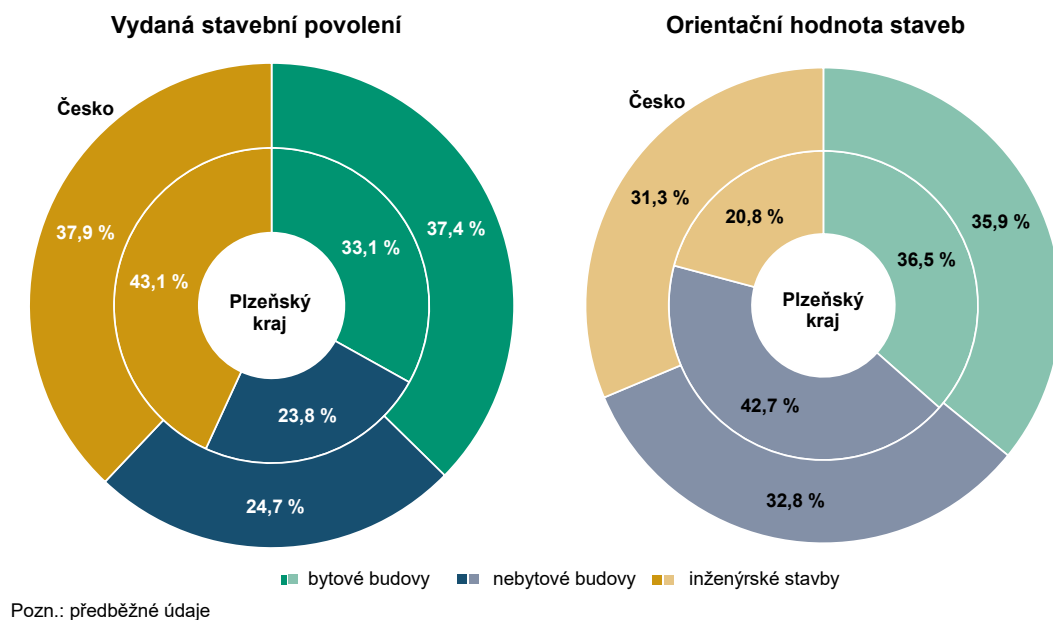 Vydaná stavební povolení
Česko
37,9 %
37,4 %
33,1 %
43,1 %
Plzeňský
kraj
23,8 %
24,7 %
Orientační hodnota staveb
Česko
31,3 %
35,9 %
20,8 %
36,5 %
Plzeňský
kraj
42,7 %
32,8 %
bytové budovy
nebytové budovy
inženýrské stavby
Pozn.: předběžné údaje